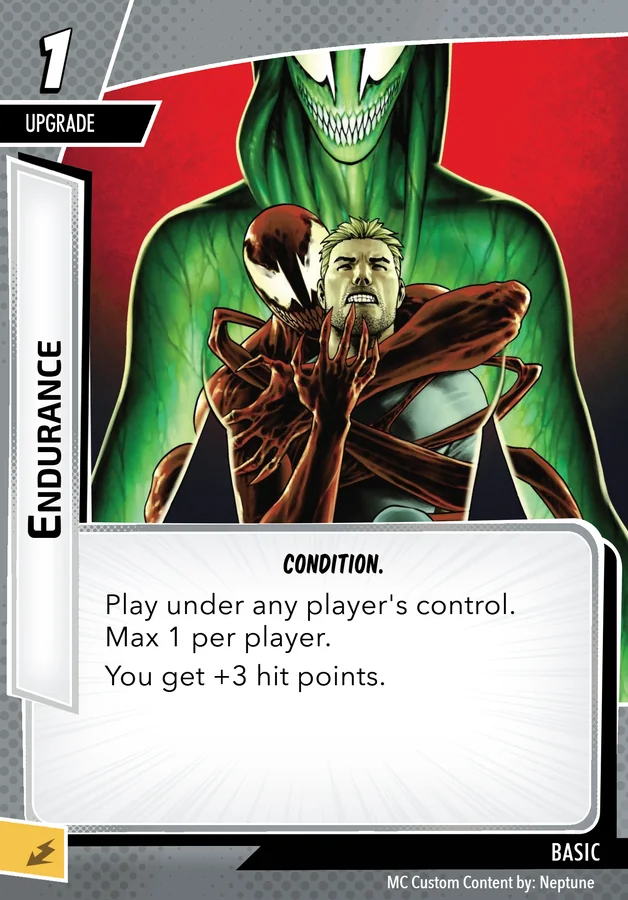 1
UPGRADE
ENDURANCE
CONDITION.
Play under any player's control.
Max 1 per player.
You get +3 hit points.
BASIC
MC Custom Content by: Neptune